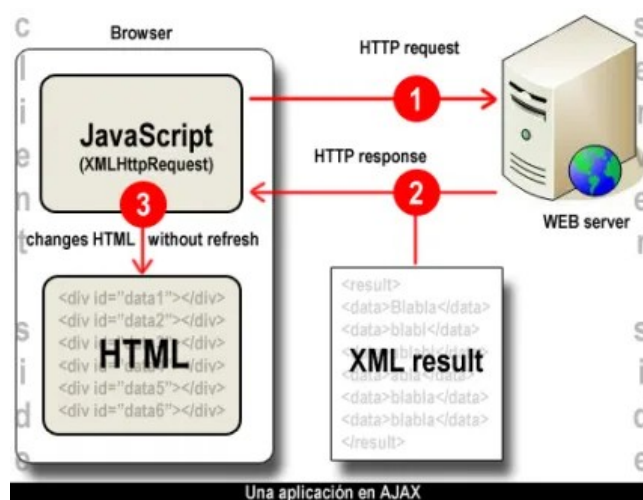 Browser
HTTP request
1
JavaScript
(XMLHttpRequest)
HTTP response
2
WEB server
3
changes HTML without refresh
<div id="data1"></div>
<div id="data2"></div>
HTML
<div id="data5"></div>
<div id="data6"></div>
<result>
<data>Blabla</data>
<data>blabl</data>
XML result
<data>blabla</data>
<data>blabla</data>
</result>
client side
Una aplicación en AJAX